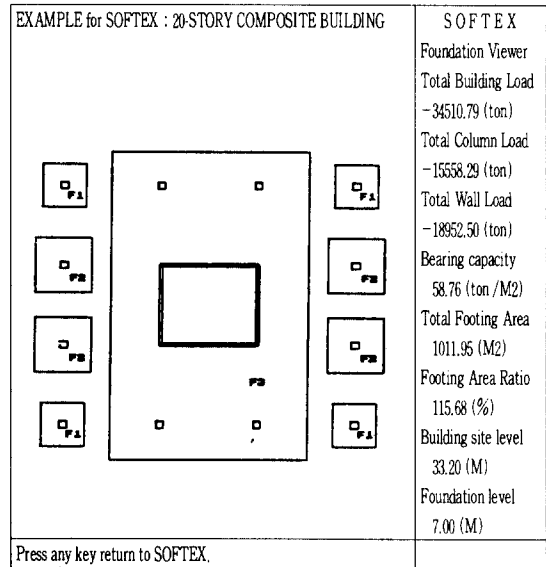 EXAMPLE for SOFTEX : 20-STORY COMPOSITE BUILDING
SOFTEX
Foundation Viewer
Total Building Load
-34510.79 (ton)
Total Column Load
-15558.29 (ton)
Total Wall Load
-18952.50 (ton)
Bearing capacity
58.76 (ton/M2)
Total Footing Area
1011.95 (M2)
Footing Area Ratio
115.68 (%)
Building site level
33.20 (M)
Foundation level
7.00 (M)
F1
F1
F2
F2
F2
F2
F3
F1
F1
Press any key return to SOFTEX.